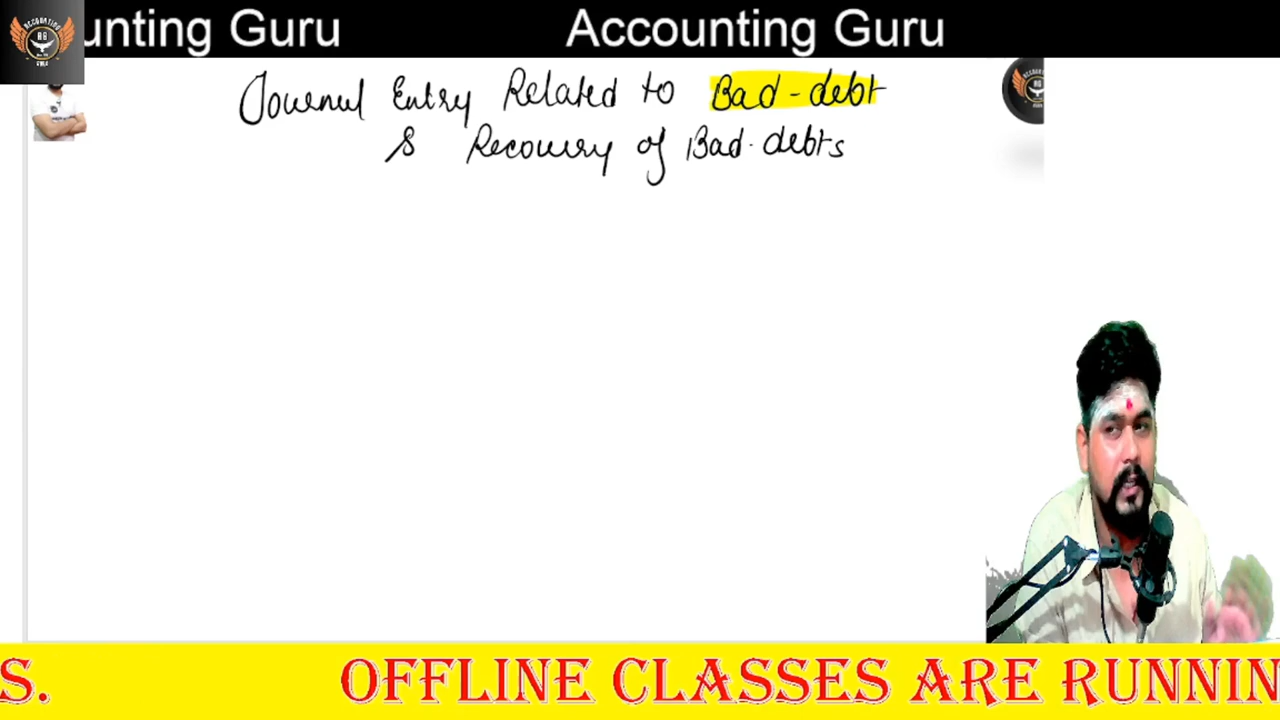 unting Guru Accounting Guru
Journal Entry Related to Bad-debt
& Recovery of Bad-debts
S. OFFLINE CLASSES ARE RUNNIN